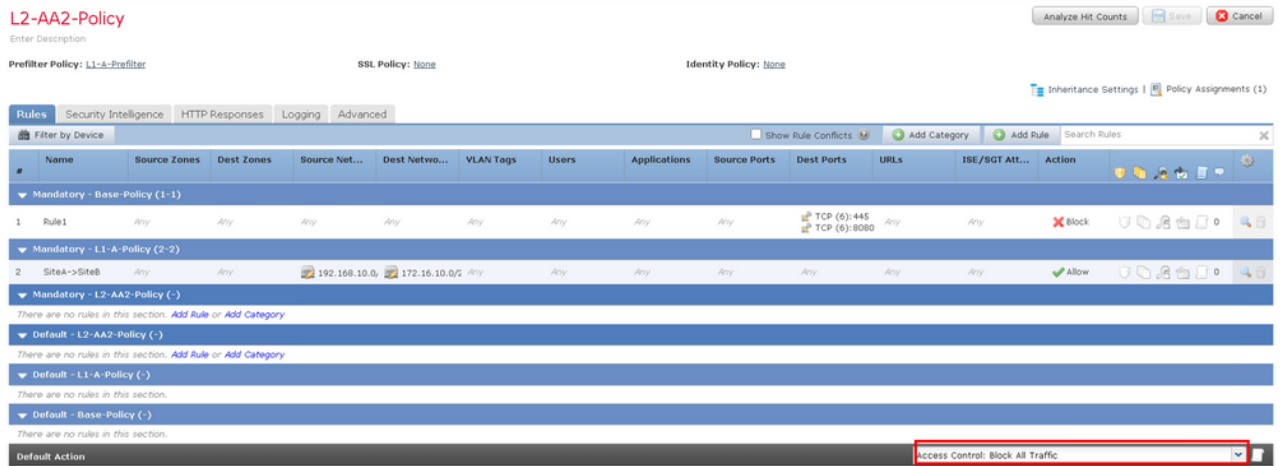 L2-AA2-Policy
Analyze Hit Counts Save Cancel
Enter Description
Prefilter Policy: L1-A-Prefilter SSL Policy: None Identity Policy: None
Inheritance Settings | Policy Assignments (1)
Rules Security Intelligence HTTP Responses Logging Advanced
Filter by Device Show Rule Conflicts Add Category Add Rule Search Rules
# Name Source Zones Dest Zones Source Net... Dest Netwo... VLAN Tags Users Applications Source Ports Dest Ports URLs ISE/SGT Att... Action
Mandatory - Base-Policy (1-1)
1 Rule1 Any Any Any Any Any Any Any Any TCP (6):445 Any Any Block 0
TCP (6):8080
Mandatory - L1-A-Policy (2-2)
2 SiteA->SiteB Any Any 192.168.10.0/ 172.16.10.0/2 Any Any Any Any Any Any Any Allow 0
Mandatory - L2-AA2-Policy (-)
There are no rules in this section. Add Rule or Add Category
Default - L2-AA2-Policy (-)
There are no rules in this section. Add Rule or Add Category
Default - L1-A-Policy (-)
There are no rules in this section.
Default - Base-Policy (-)
There are no rules in this section.
Default Action Access Control: Block All Traffic